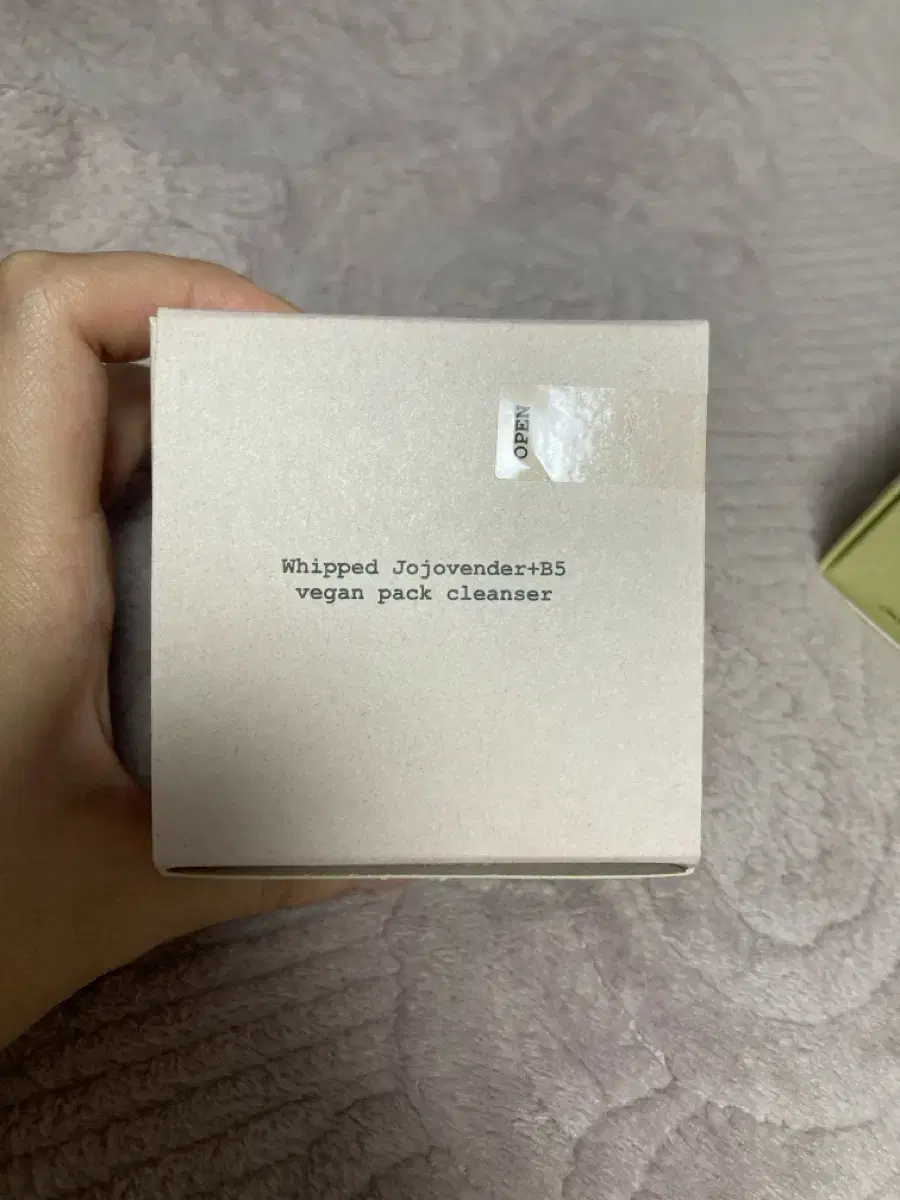 OPEN
Whipped Jojovender+B5
vegan pack cleanser